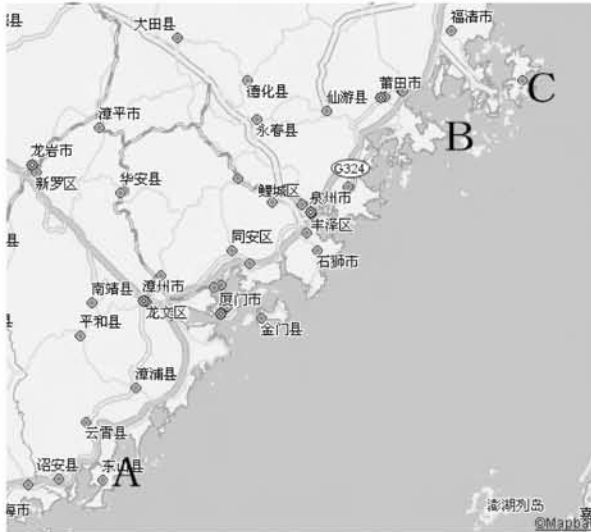 福清市
大田县
德化县
仙游县
莆田市
C
B
漳平市
永春县
龙岩市
新罗区
华安县
G324
鲤城区
泉州市
丰泽区
同安区
石狮市
南靖县
漳州市
龙文区
厦门市
金门县
平和县
漳浦县
云霄县
诏安县
东山县
A
澎湖列岛
©Mapba